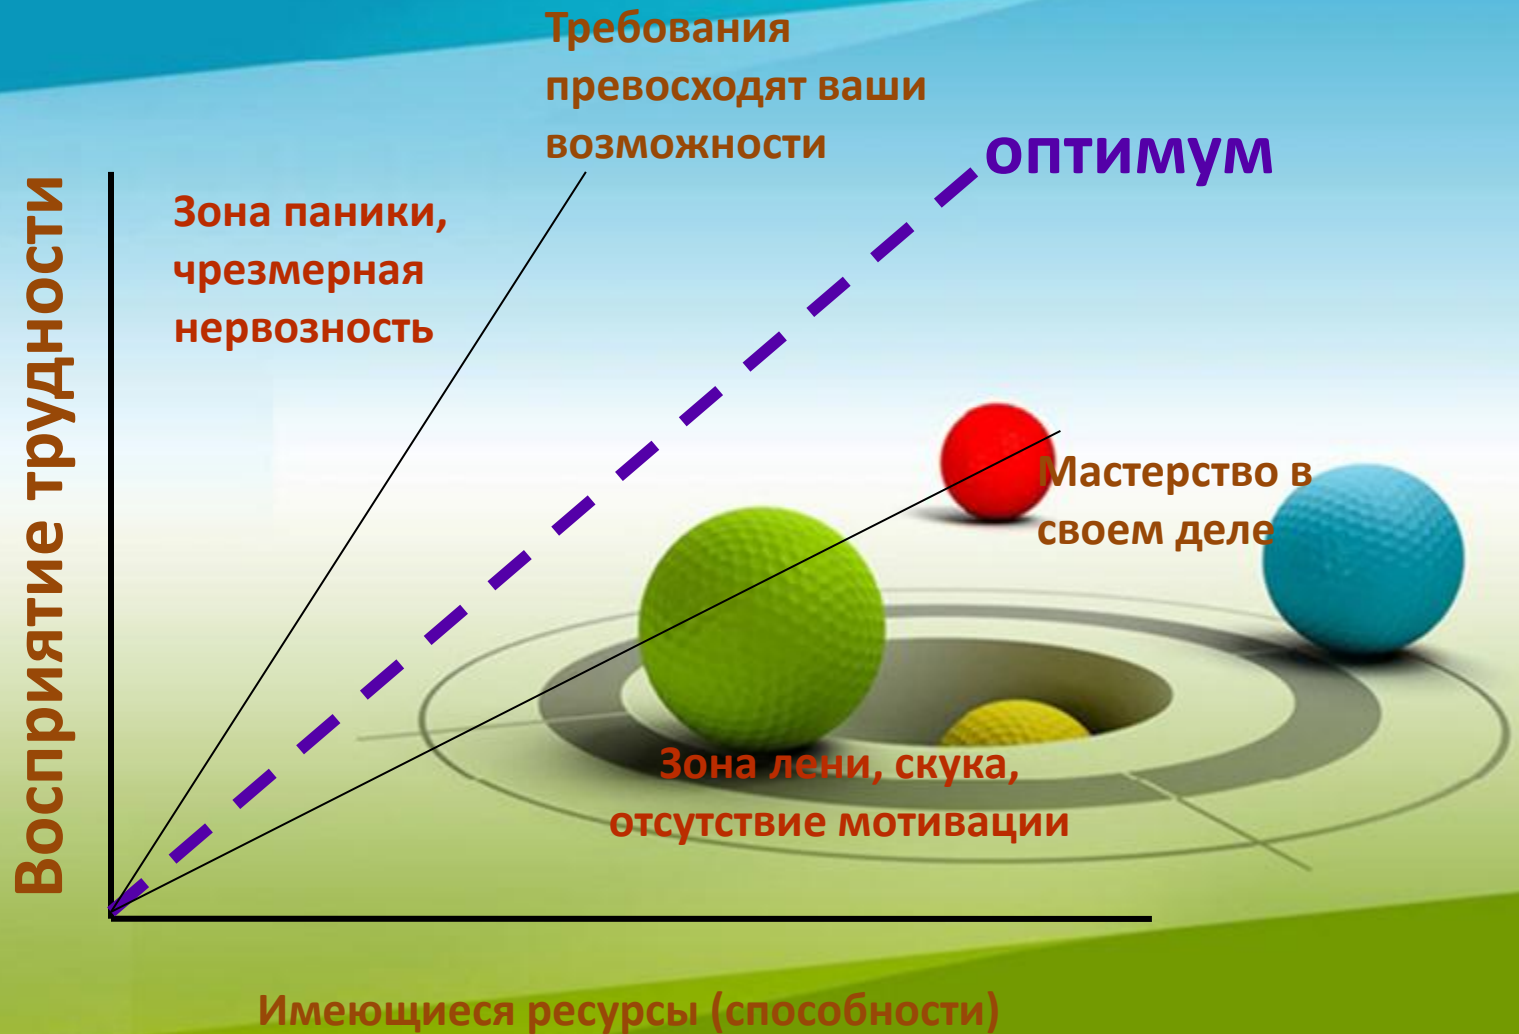 Требования
превосходят ваши
возможности
оптимум
Зона паники,
чрезмерная
нервозность
Восприятие трудности
Мастерство в
своем деле
Зона лени, скука,
отсутствие мотивации
Имеющиеся ресурсы (способности)